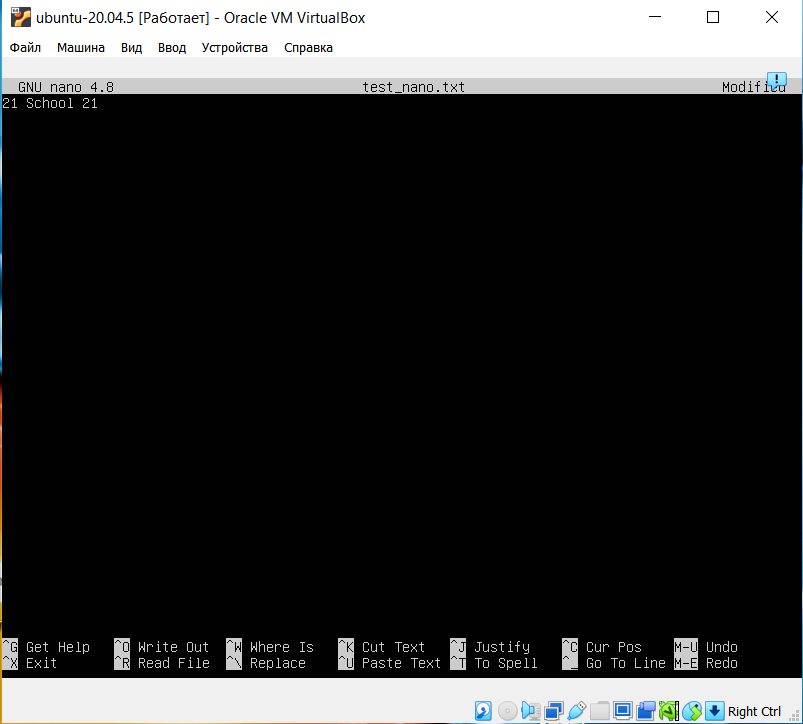 ubuntu-20.04.5 [Работает] - Oracle VM VirtualBox
Файл Машина Вид Ввод Устройства Справка
GNU nano 4.8 test_nano.txt Modified
21 School 21
^G Get Help ^O Write Out ^W Where Is ^K Cut Text ^J Justify ^C Cur Pos M-U Undo
^X Exit ^R Read File ^\ Replace ^U Paste Text ^T To Spell ^_ Go To Line M-E Redo
Right Ctrl